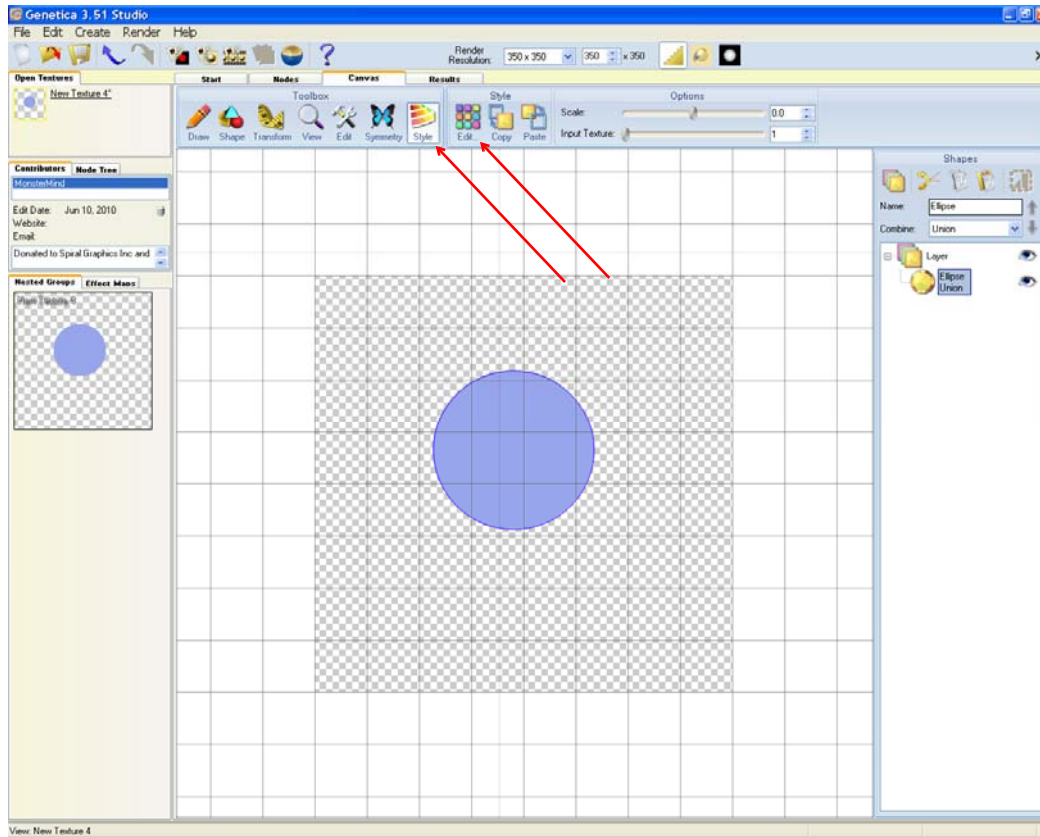 Genetica 3.51 Studio
File Edit Create Render Help
Render Resolution: 350 x 350 350 x 350
Open Textures
New Texture 4*
Start Nodes Canvas Results
Toolbox
Draw Shape Transform View Edit Symmetry Style
Style
Edit... Copy Paste
Options
Scale: 0.0
Input Texture: 1
Contributors Node Tree
MonsterMind
Edit Date: Jun 10, 2010
Website:
Email:
Donated to Spiral Graphics Inc and
Nested Groups Effect Maps
Shapes
Name: Ellipse
Combine: Union
Layer
Ellipse
Union
View: New Texture 4